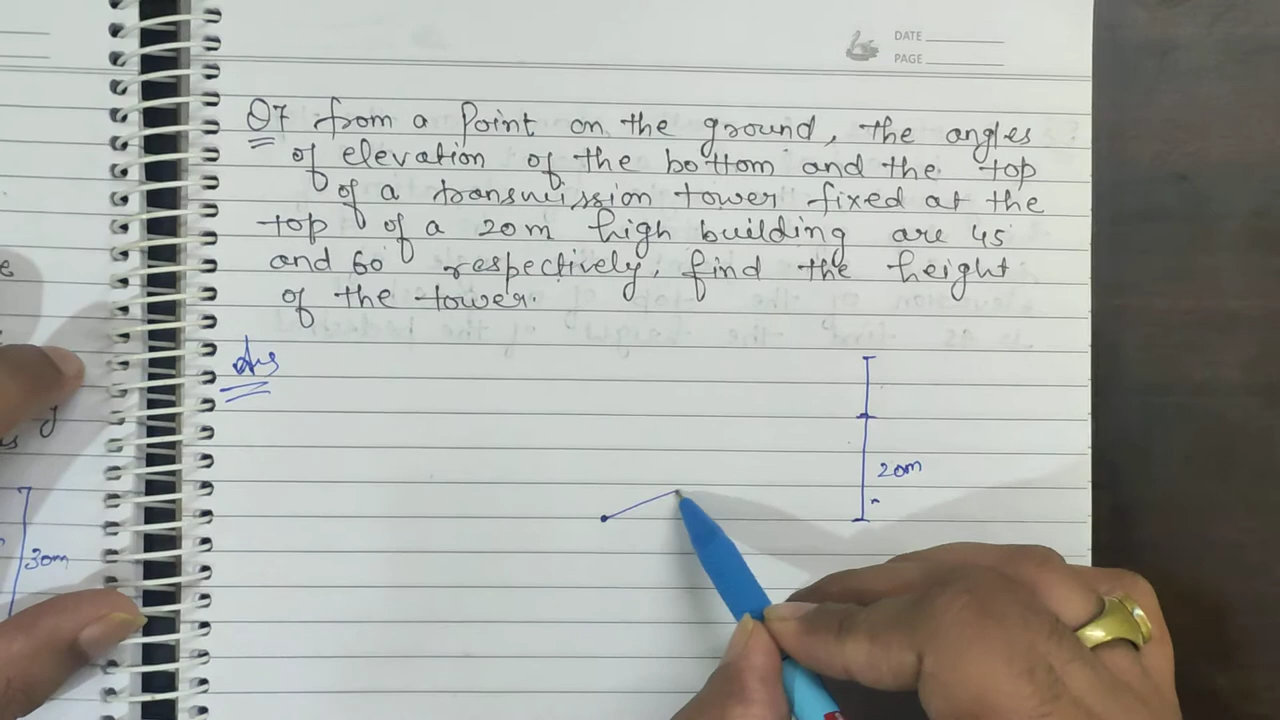 DATE
PAGE
Q7 from a Point on the ground, the angles
of elevation of the bottom and the top
of a transmission tower fixed at the
top of a 20m high building are 45
and 60 respectively, find the height
of the tower.
Ans
20m
30m